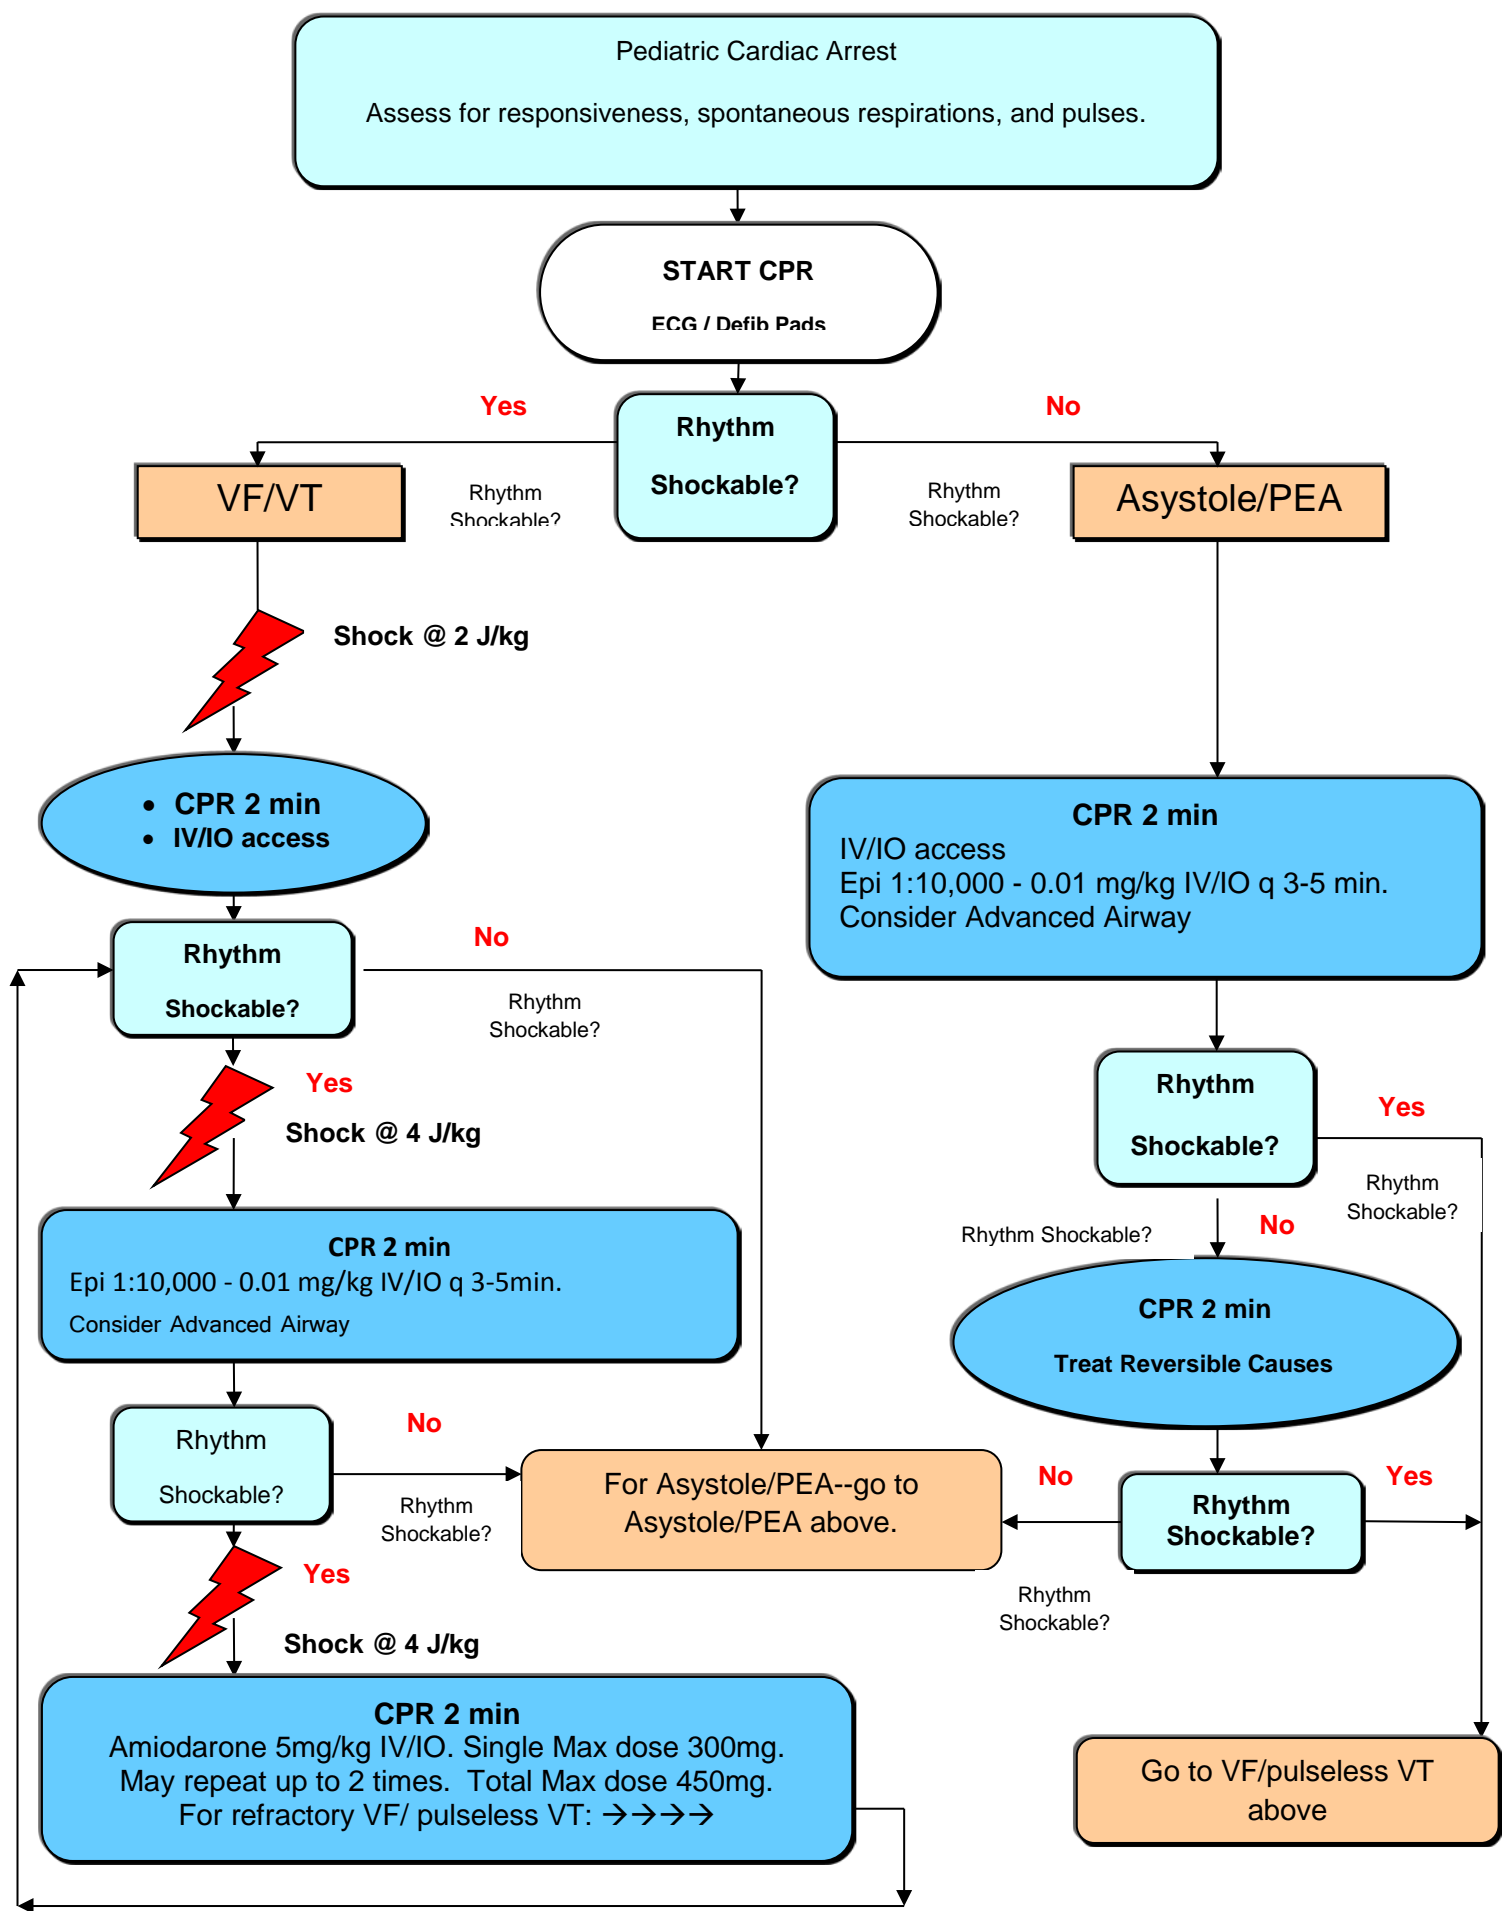 Pediatric Cardiac Arrest
Assess for responsiveness, spontaneous respirations, and pulses.
START CPR
ECG / Defib Pads
Yes
No
Rhythm
Shockable?
VF/VT
Rhythm
Shockable?
Rhythm
Shockable?
Asystole/PEA
Shock @ 2 J/kg
• CPR 2 min
• IV/IO access
CPR 2 min
IV/IO access
Epi 1:10,000 - 0.01 mg/kg IV/IO q 3-5 min.
Consider Advanced Airway
Rhythm
Shockable?
No
Rhythm
Shockable?
Yes
Shock @ 4 J/kg
Rhythm
Shockable?
Yes
Rhythm
Shockable?
Rhythm Shockable?
No
CPR 2 min
Epi 1:10,000 - 0.01 mg/kg IV/IO q 3-5min.
Consider Advanced Airway
CPR 2 min
Treat Reversible Causes
Rhythm
Shockable?
No
Rhythm
Shockable?
For Asystole/PEA--go to
Asystole/PEA above.
No
Rhythm
Shockable?
Yes
Rhythm
Shockable?
Yes
Shock @ 4 J/kg
CPR 2 min
Amiodarone 5mg/kg IV/IO. Single Max dose 300mg.
May repeat up to 2 times. Total Max dose 450mg.
For refractory VF/ pulseless VT: →→→→
Go to VF/pulseless VT
above